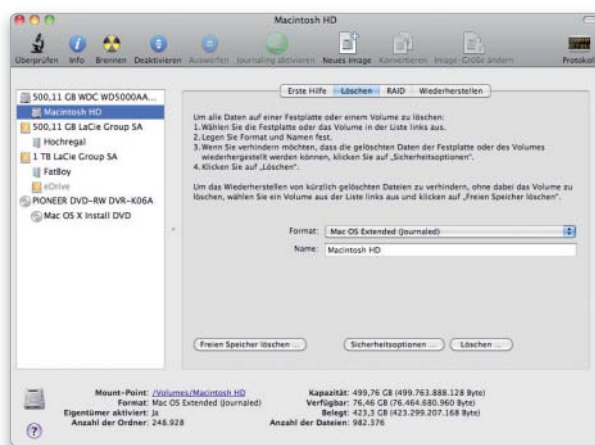 Macintosh HD
Überprüfen Info Brennen Deaktivieren Auswerfen Journaling aktivieren Neues Image Konvertieren Image-Größe ändern Protokoll
500,11 GB WDC WD5000AA...
Macintosh HD
500,11 GB LaCie Group SA
Hochregal
1 TB LaCie Group SA
FatBoy
eDrive
PIONEER DVD-RW DVR-K06A
Mac OS X Install DVD
Erste Hilfe Löschen RAID Wiederherstellen
Um alle Daten auf einer Festplatte oder einem Volume zu löschen:
1. Wählen Sie die Festplatte oder das Volume in der Liste links aus.
2. Legen Sie Format und Namen fest.
3. Wenn Sie verhindern möchten, dass die gelöschten Daten der Festplatte oder des Volumes
wiederhergestellt werden können, klicken Sie auf „Sicherheitsoptionen“.
4. Klicken Sie auf „Löschen“.
Um das Wiederherstellen von kürzlich gelöschten Dateien zu verhindern, ohne dabei das Volume zu
löschen, wählen Sie ein Volume aus der Liste links aus und klicken auf „Freien Speicher löschen“.
Format: Mac OS Extended (Journaled)
Name: Macintosh HD
Freien Speicher löschen ... Sicherheitsoptionen ... Löschen ...
Mount-Point: /Volumes/Macintosh HD
Format: Mac OS Extended (Journaled)
Eigentümer aktiviert: Ja
Anzahl der Ordner: 248.928
Kapazität: 499,76 GB (499.763.888.128 Byte)
Verfügbar: 76,46 GB (76.464.680.960 Byte)
Belegt: 423,3 GB (423.299.207.168 Byte)
Anzahl der Dateien: 982.376